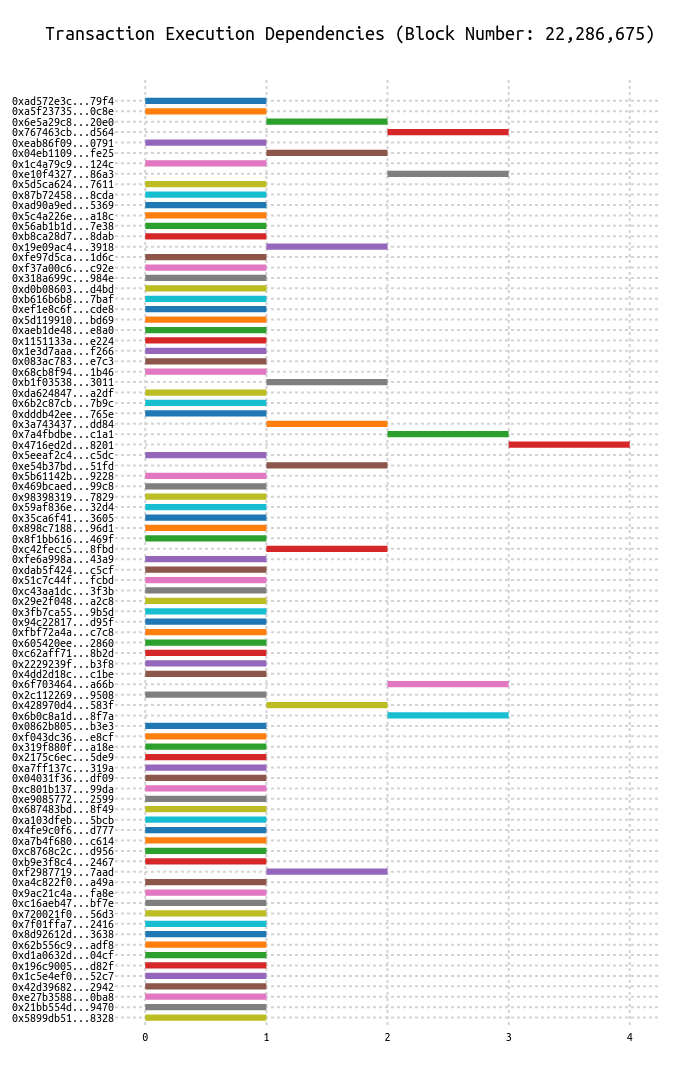 Transaction Execution Dependencies (Block Number: 22,286,675)
0xad572e3c...79f4
0xa5f23735...0c8e
0x6e5a29c8...20e0
0x767463cb...d564
0xeab86f09...0791
0x04eb1109...fe25
0x1c4a79c9...124c
0xe10f4327...86a3
0x5d5ca624...7611
0x87b72458...8cda
0xad90a9ed...5369
0x5c4a226e...a18c
0x56ab1b1d...7e38
0xb8ca28d7...8dab
0x19e09ac4...3918
0xfe97d5ca...1d6c
0xf37a00c6...c92e
0x318a699c...984e
0xd0b08603...d4bd
0xb616b6b8...7baf
0xef1e8c6f...cde8
0x5d119910...bd69
0xaeb1de48...e8a0
0x1151133a...e224
0x1e3d7aaa...f266
0x083ac783...e7c3
0x68cb8f94...1b46
0xb1f03538...3011
0xda624847...a2df
0x6b2c87cb...7b9c
0xdddb42ee...765e
0x3a743437...dd84
0x7a4fbdbe...c1a1
0x4716ed2d...8201
0x5eeaf2c4...c5dc
0xe54b37bd...51fd
0x5b61142b...9228
0x469bcaed...99c8
0x98398319...7829
0x59af836e...32d4
0x35ca6f41...3605
0x898c7188...96d1
0x8f1bb616...469f
0xc42fecc5...8fbd
0xfe6a998a...43a9
0xdab5f424...c5cf
0x51c7c44f...fcbd
0xc43aa1dc...3f3b
0x29e2f048...a2c8
0x3fb7ca55...9b5d
0x94c22817...d95f
0xfbf72a4a...c7c8
0x605420ee...2860
0xc62aff71...8b2d
0x2229239f...b3f8
0x4dd2d18c...c1be
0x6f703464...a66b
0x2c112269...9508
0x428970d4...583f
0x6b0c8a1d...8f7a
0x0862b805...b3e3
0xf043dc36...e8cf
0x319f880f...a18e
0x2175c6ec...5de9
0xa7ff137c...319a
0x04031f36...df09
0xc801b137...99da
0xe9085772...2599
0x687483bd...8f49
0xa103dfeb...5bcb
0x4fe9c0f6...d777
0xa7b4f680...c614
0xc8768c2c...d956
0xb9e3f8c4...2467
0xf2987719...7aad
0xa4c822f0...a49a
0x9ac21c4a...fa8e
0xc16aeb47...bf7e
0x720021f0...56d3
0x7f01ffa7...2416
0x8d92612d...3638
0x62b556c9...adf8
0xd1a0632d...04cf
0x196c9005...d82f
0x1c5e4ef0...52c7
0x42d39682...2942
0xe27b3588...0ba8
0x21bb554d...9470
0x5899db51...8328
0 1 2 3 4